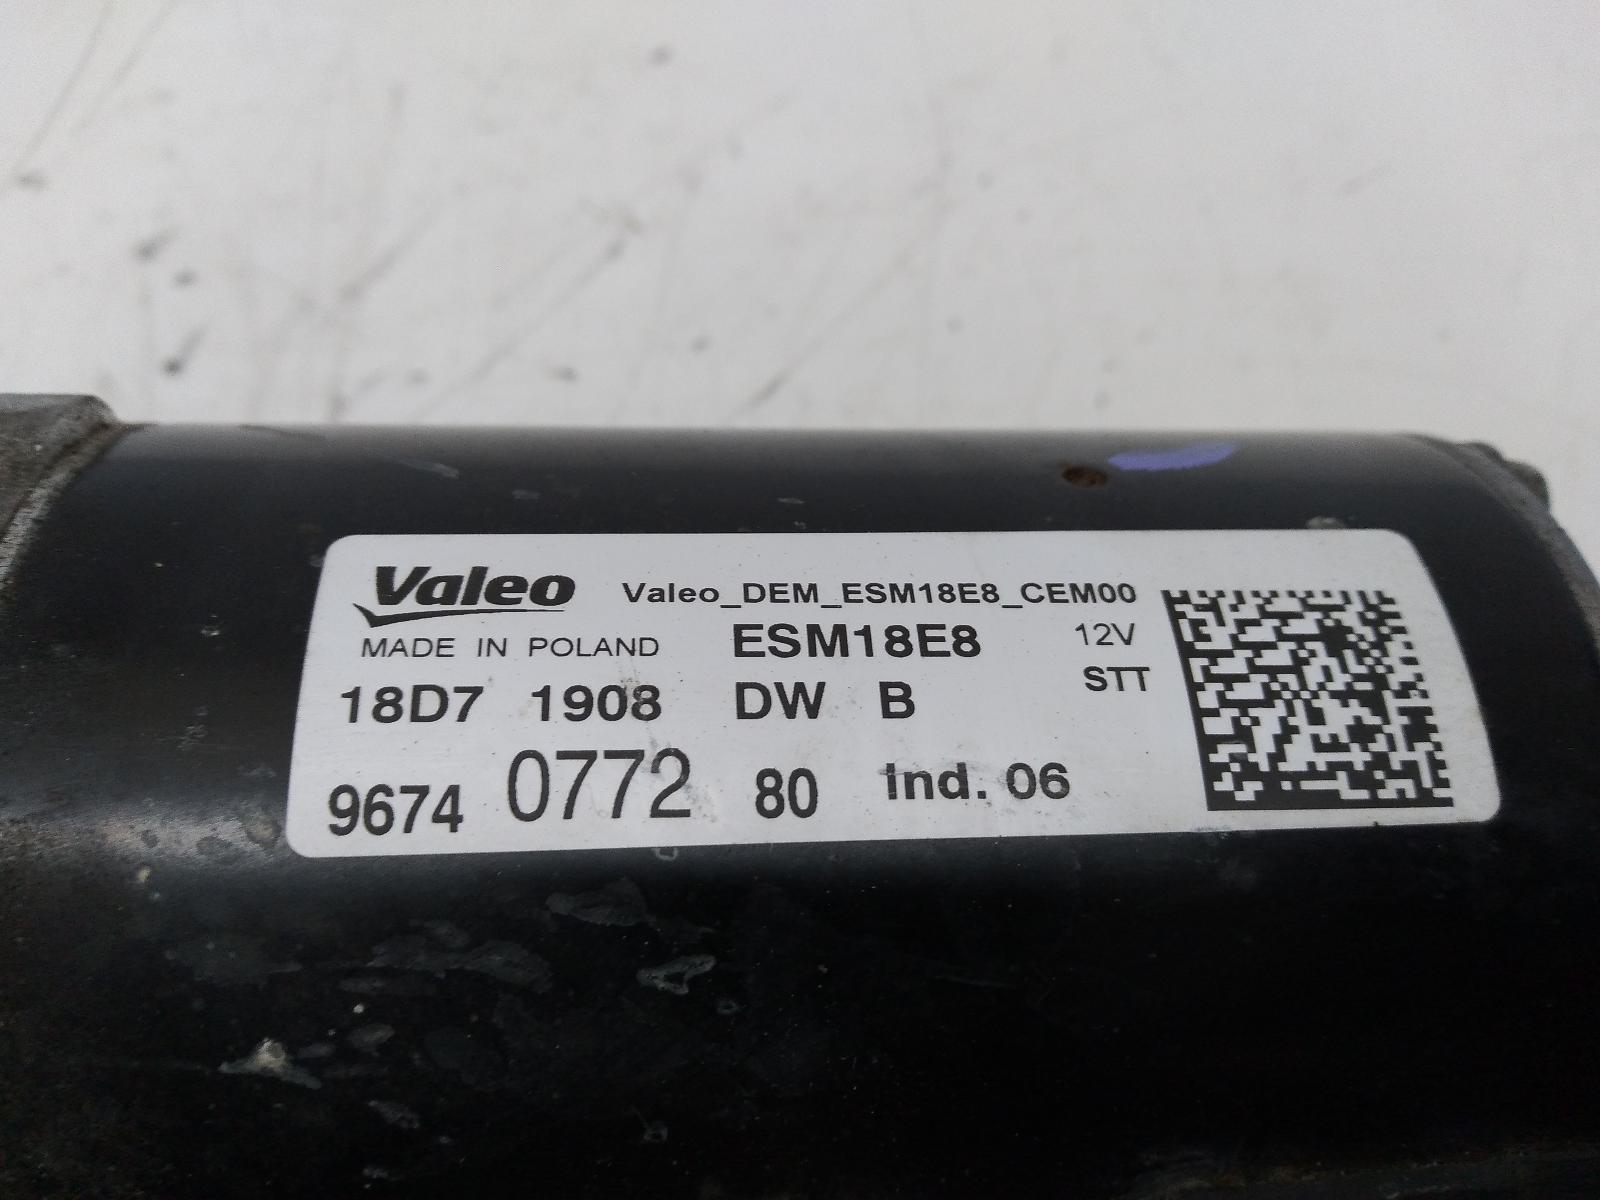 Valeo Valeo_DEM_ESM18E8_CEM00
MADE IN POLAND ESM18E8 12V
STT
18D7 1908 DW B
9674 0772 80 Ind. 06